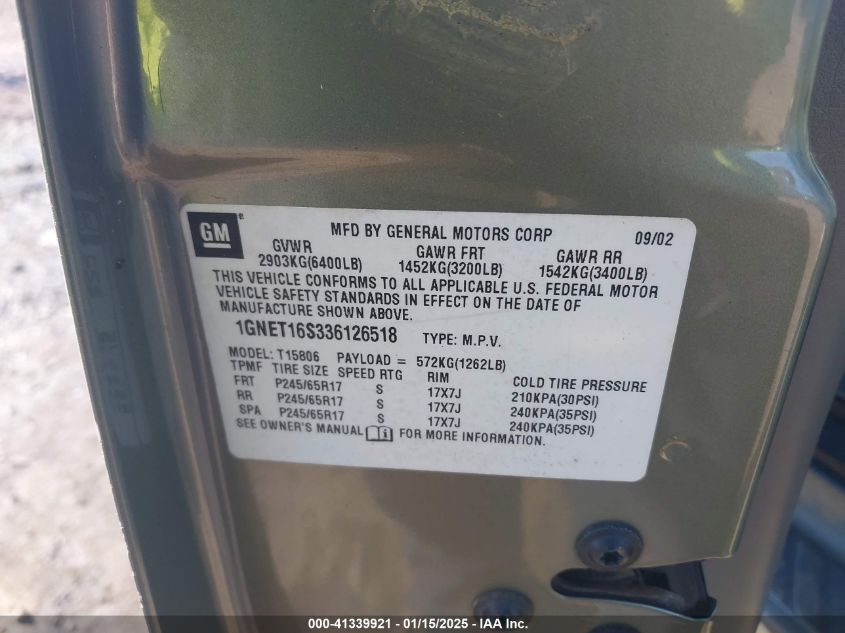 GM
MFD BY GENERAL MOTORS CORP 09/02
GVWR GAWR FRT GAWR RR
2903KG(6400LB) 1452KG(3200LB) 1542KG(3400LB)
THIS VEHICLE CONFORMS TO ALL APPLICABLE U.S. FEDERAL MOTOR
VEHICLE SAFETY STANDARDS IN EFFECT ON THE DATE OF
MANUFACTURE SHOWN ABOVE.
1GNET16S336126518 TYPE: M.P.V.
MODEL: T15806 PAYLOAD = 572KG(1262LB)
TPMF TIRE SIZE SPEED RTG RIM COLD TIRE PRESSURE
FRT P245/65R17 S 17X7J 210KPA(30PSI)
RR P245/65R17 S 17X7J 240KPA(35PSI)
SPA P245/65R17 S 17X7J 240KPA(35PSI)
SEE OWNER'S MANUAL FOR MORE INFORMATION.
000-41339921 / 01/15/2025 - IAA Inc.